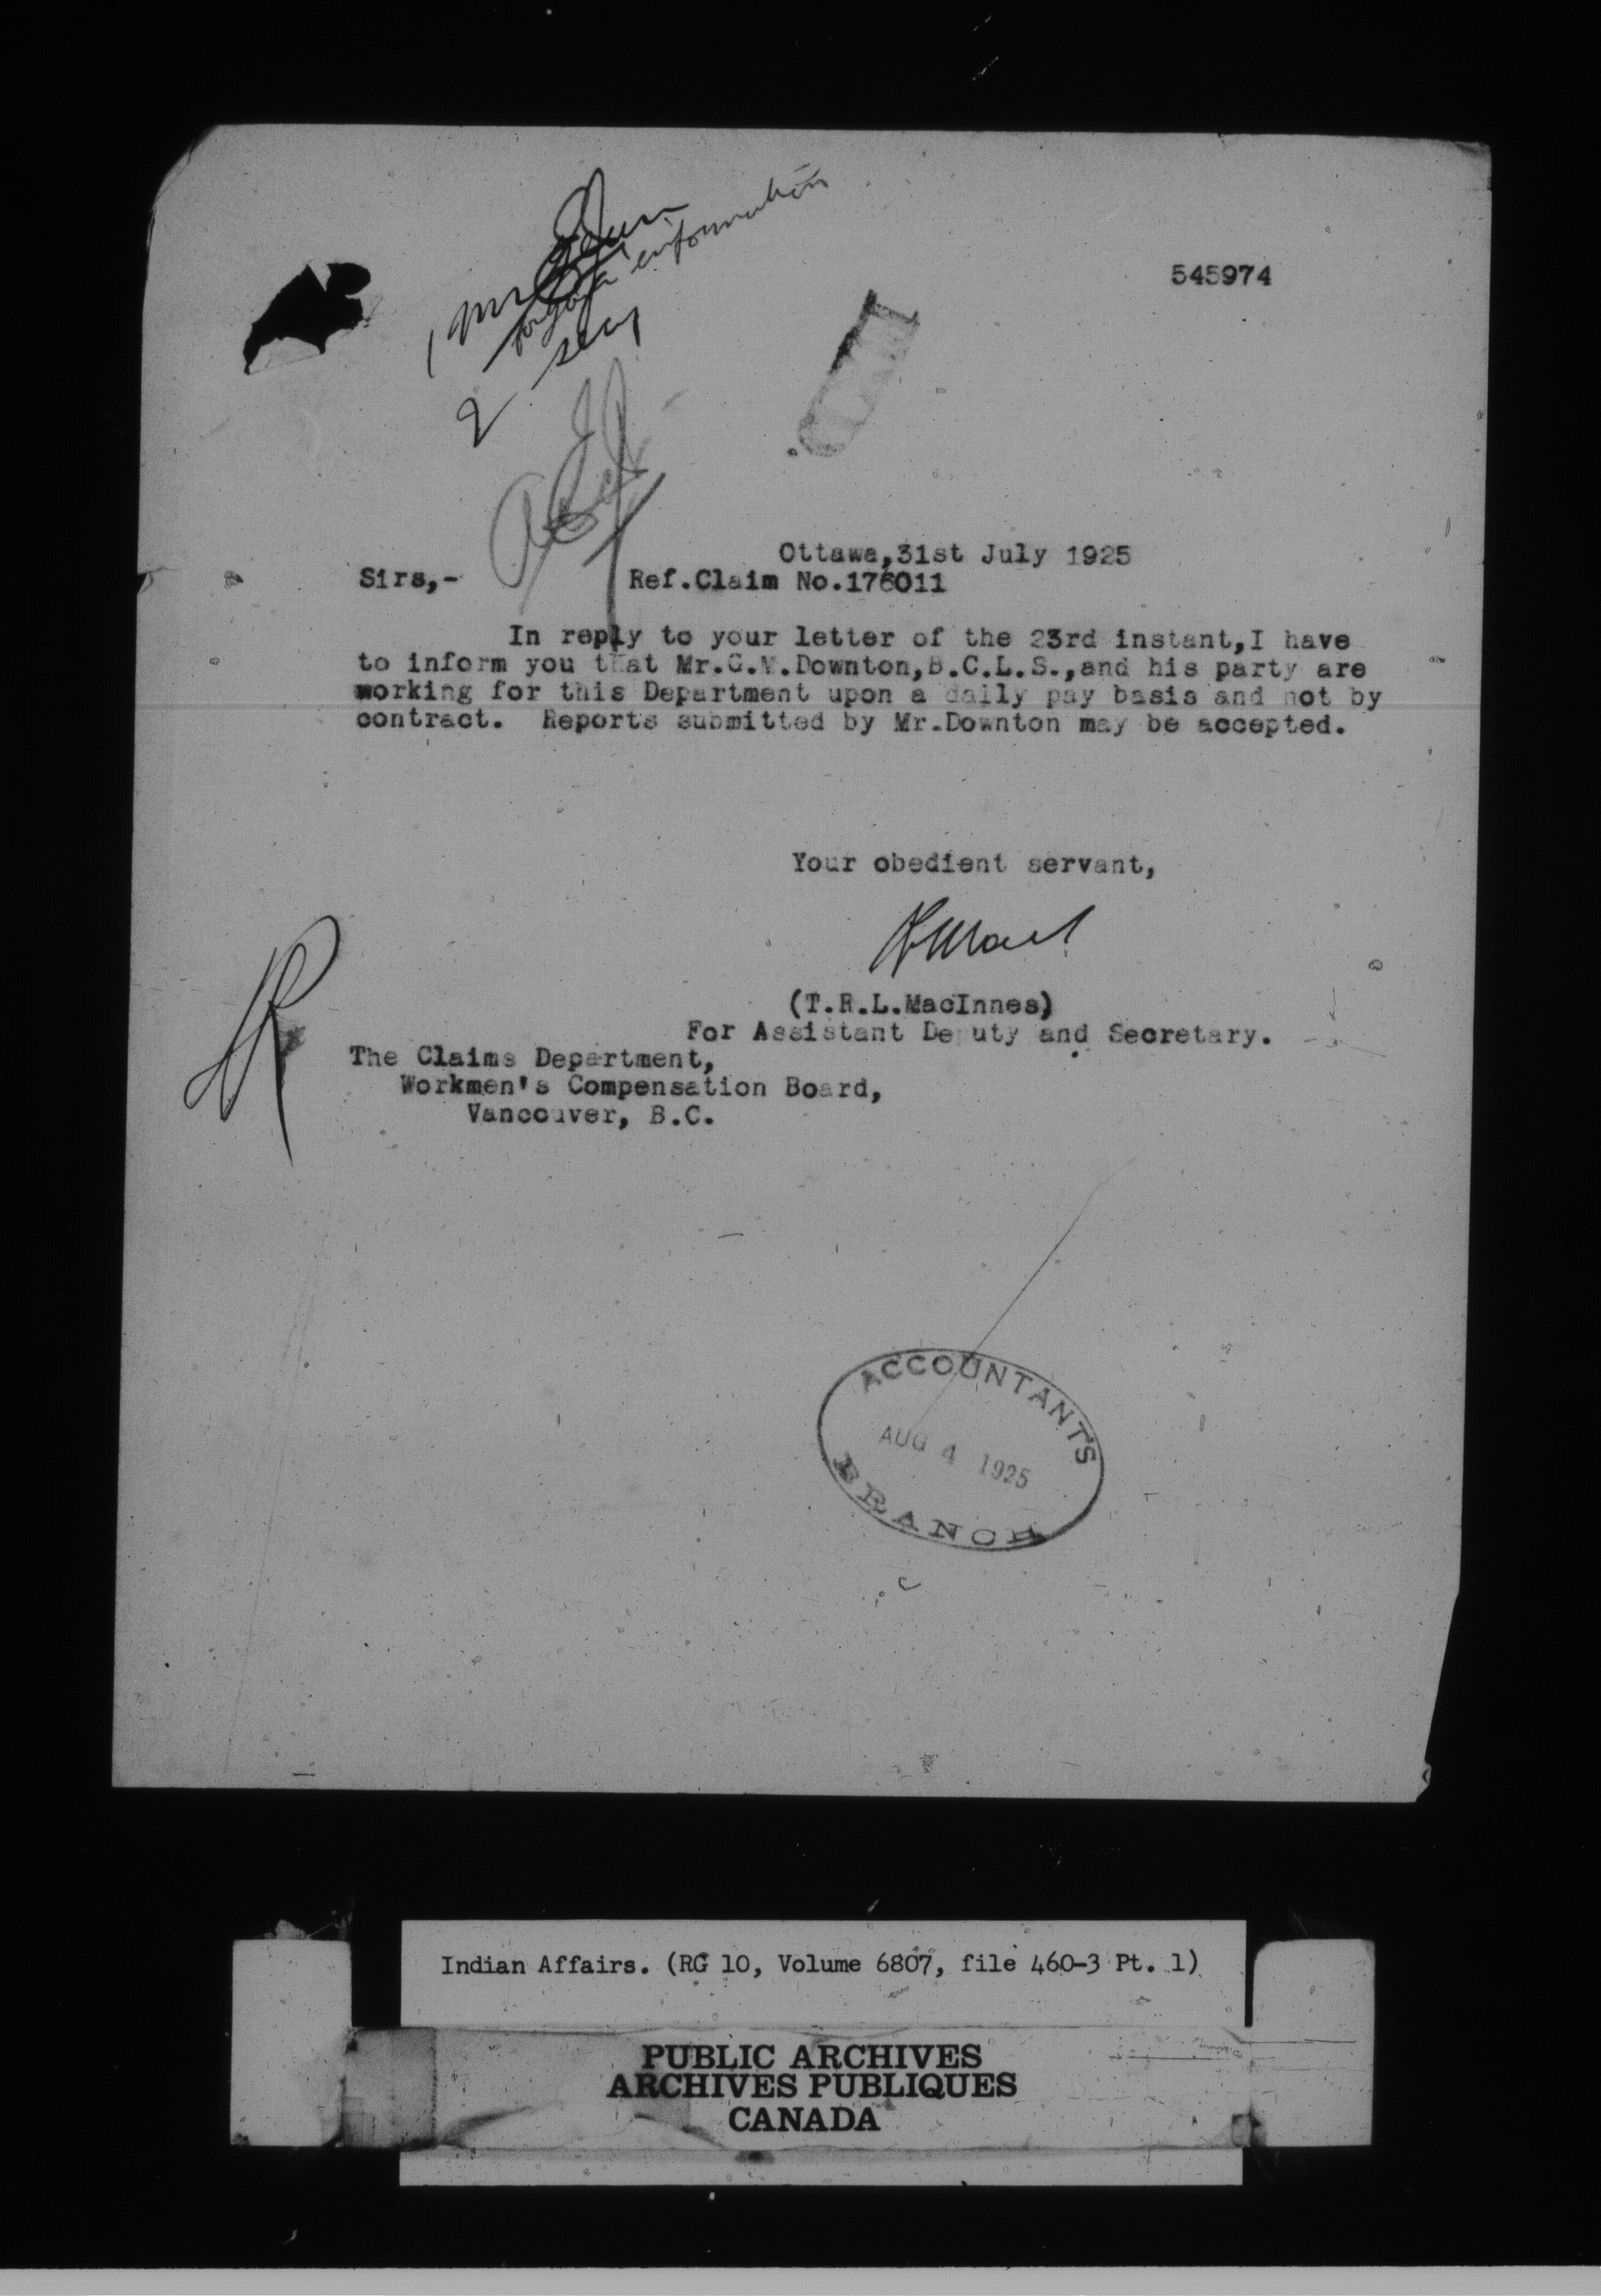 545974
information
2 Secy
Ottawa,31st July 1925
Sirs,- Ref.Claim No.176011
In reply to your letter of the 23rd instant,I have
to inform you that Mr.G.M.Downton,B.C.L.S.,and his party are
working for this Department upon a daily pay basis and not by
contract. Reports submitted by Mr.Downton may be accepted.
Your obedient servant,
(T.R.L.MacInnes)
For Assistant Deputy and Secretary.
The Claims Department,
Workmen's Compensation Board,
Vancouver, B.C.
ACCOUNTANT'S
AUG 4 1925
BRANCH
Indian Affairs. (RG 10, Volume 6807, file 460-3 Pt. 1)
PUBLIC ARCHIVES
ARCHIVES PUBLIQUES
CANADA